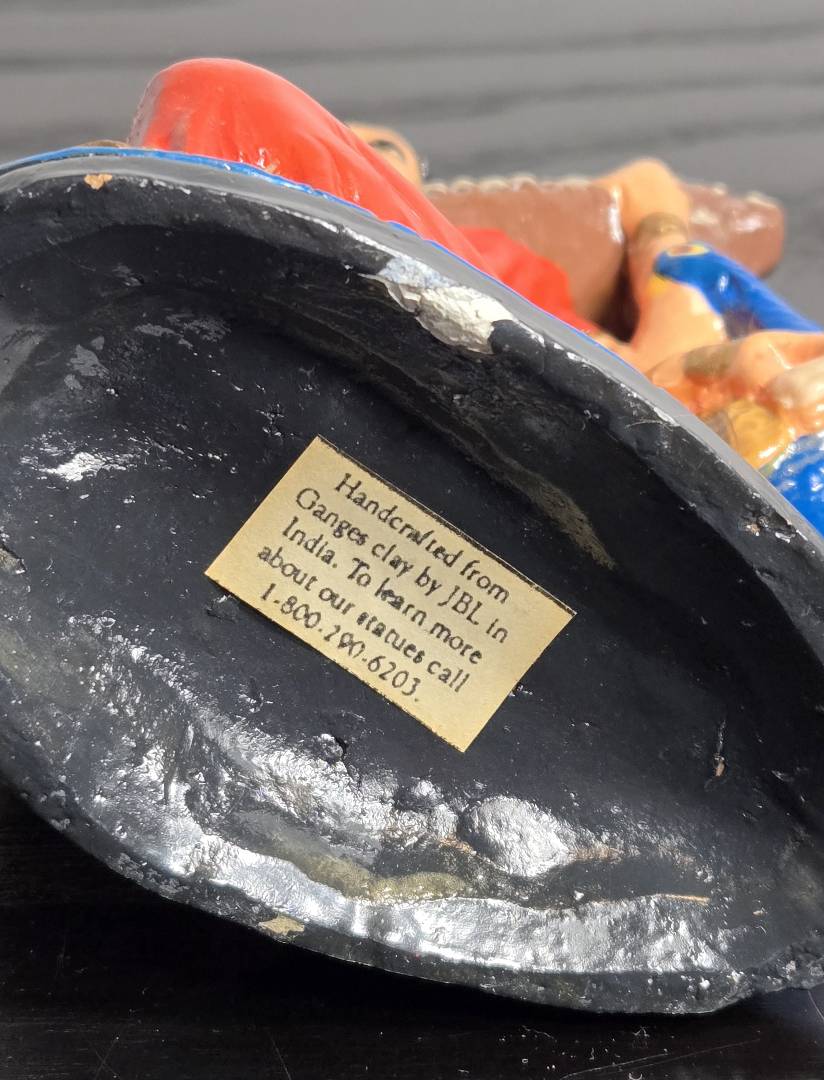 Handcrafted from
Ganges clay by JBL in
India. To learn more
about our statues call
1-800-290-6203.